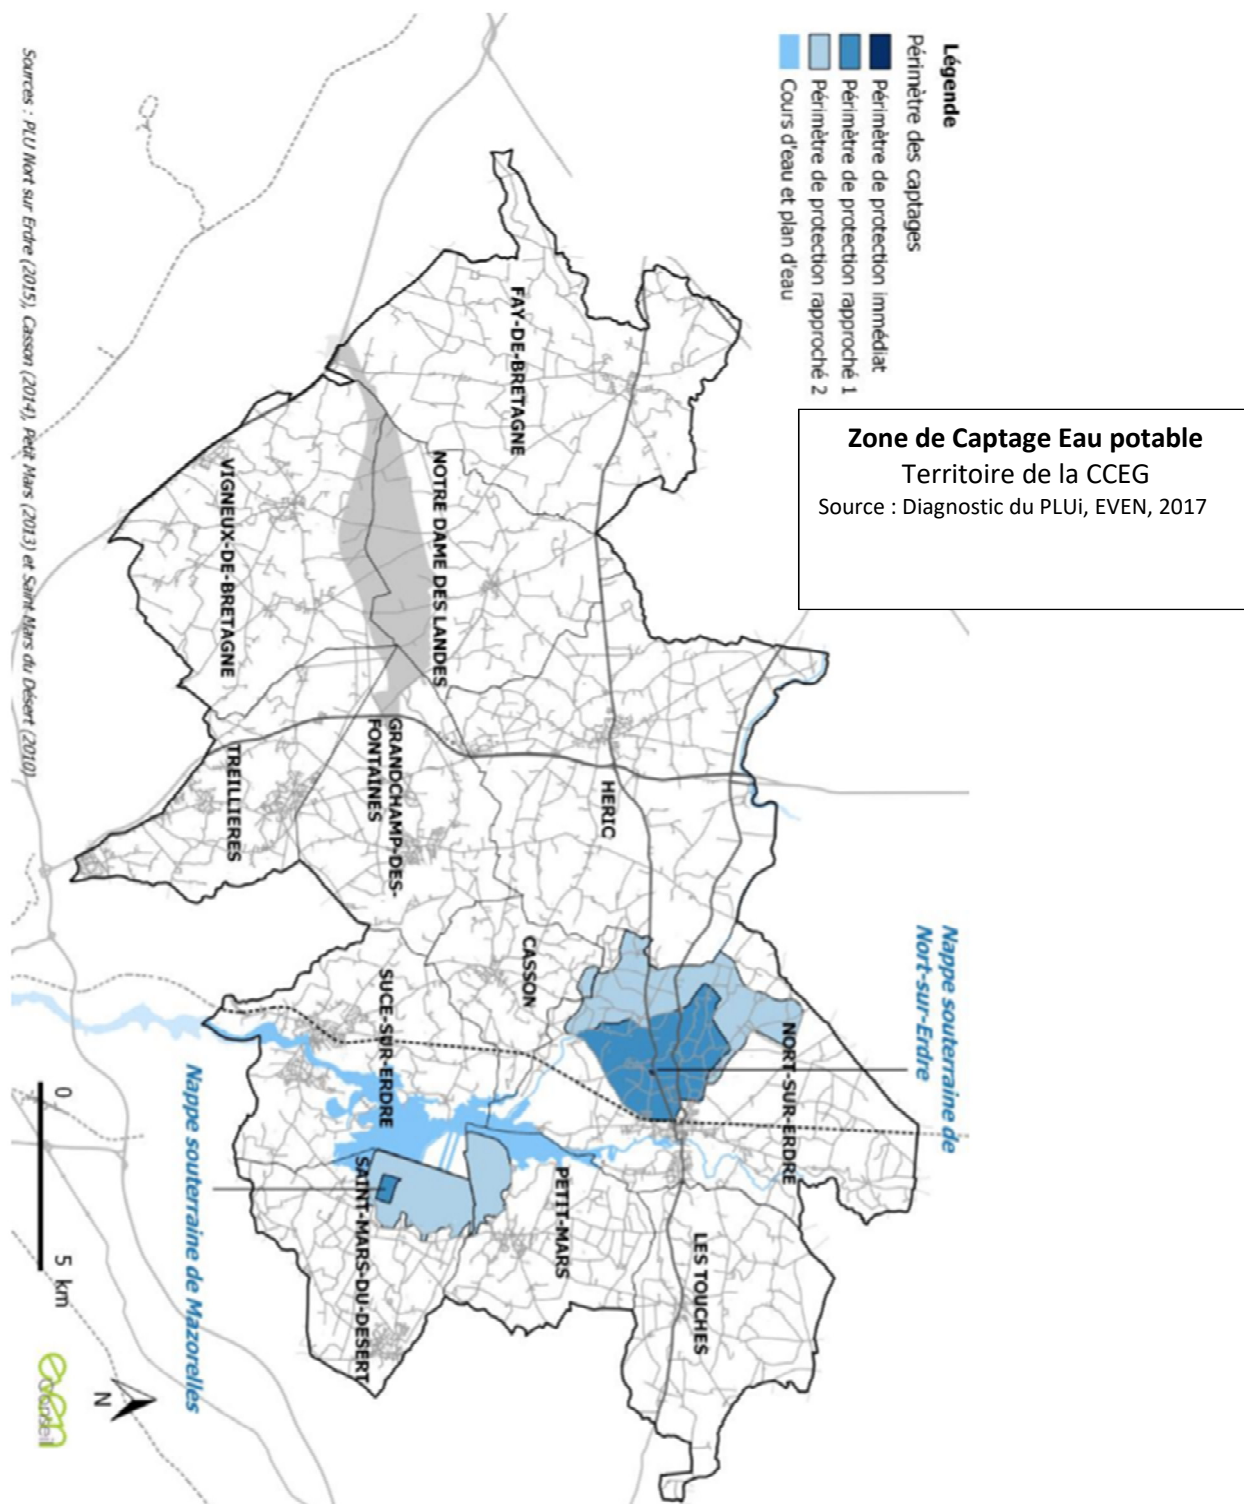 Légende
Périmètre des captages
Périmètre de protection immédiat
Périmètre de protection rapproché 1
Périmètre de protection rapproché 2
Cours d'eau et plan d'eau
Zone de Captage Eau potable
Territoire de la CCEG
Source : Diagnostic du PLUi, EVEN, 2017
Nappe souterraine de
Nort-sur-Erdre
NORT-SUR-ERDRE
LES TOUCHES
HERIC
CASSON
PETIT-MARS
FAY-DE-BRETAGNE
NOTRE DAME DES LANDES
GRANDCHAMP-DES-
FONTAINES
SUCE-SUR-ERDRE
SAINT-MARS-DU-DESERT
VIGNEUX-DE-BRETAGNE
TREILLIERES
Nappe souterraine de Mazorelles
0 5 km
N
even
Conseil
Sources : PLU Nort sur Erdre (2015), Casson (2014), Petit Mars (2013) et Saint Mars du Désert (2010)